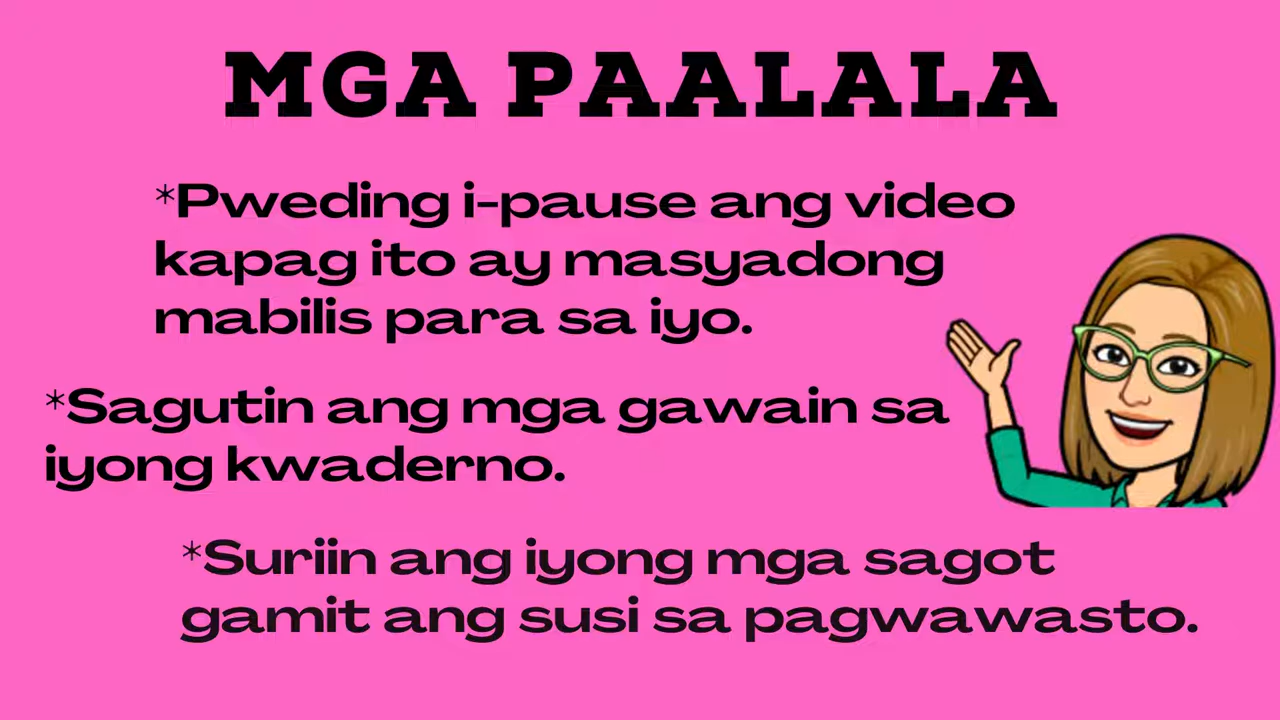 MGA PAALALA
*Pweding i-pause ang video
kapag ito ay masyadong
mabilis para sa iyo.
*Sagutin ang mga gawain sa
iyong kwaderno.
*Suriin ang iyong mga sagot
gamit ang susi sa pagwawasto.